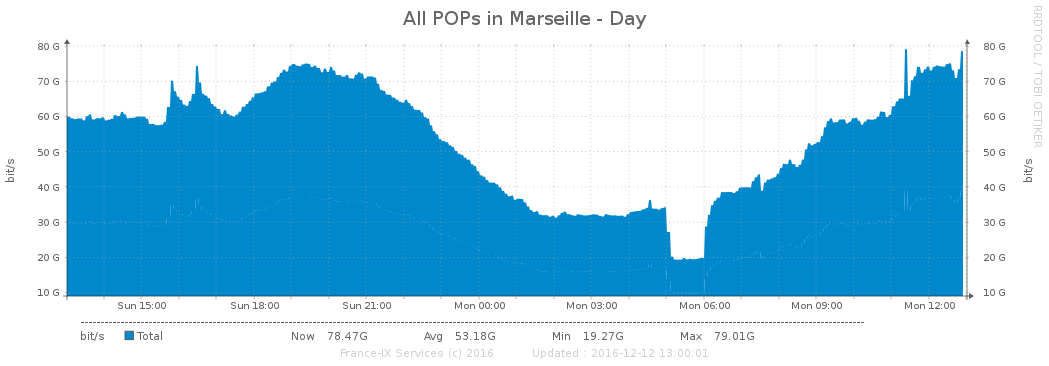 All POPs in Marseille - Day
RRDTOOL / TOBI OETIKER
80 G 80 G
70 G 70 G
60 G 60 G
50 G 50 G
40 G 40 G
30 G 30 G
20 G 20 G
10 G 10 G
bit/s
bit/s
Sun 15:00 Sun 18:00 Sun 21:00 Mon 00:00 Mon 03:00 Mon 06:00 Mon 09:00 Mon 12:00
bit/s Total Now 78.47G Avg 53.18G Min 19.27G Max 79.01G
France-IX Services (c) 2016 Updated : 2016-12-12 13:00:01